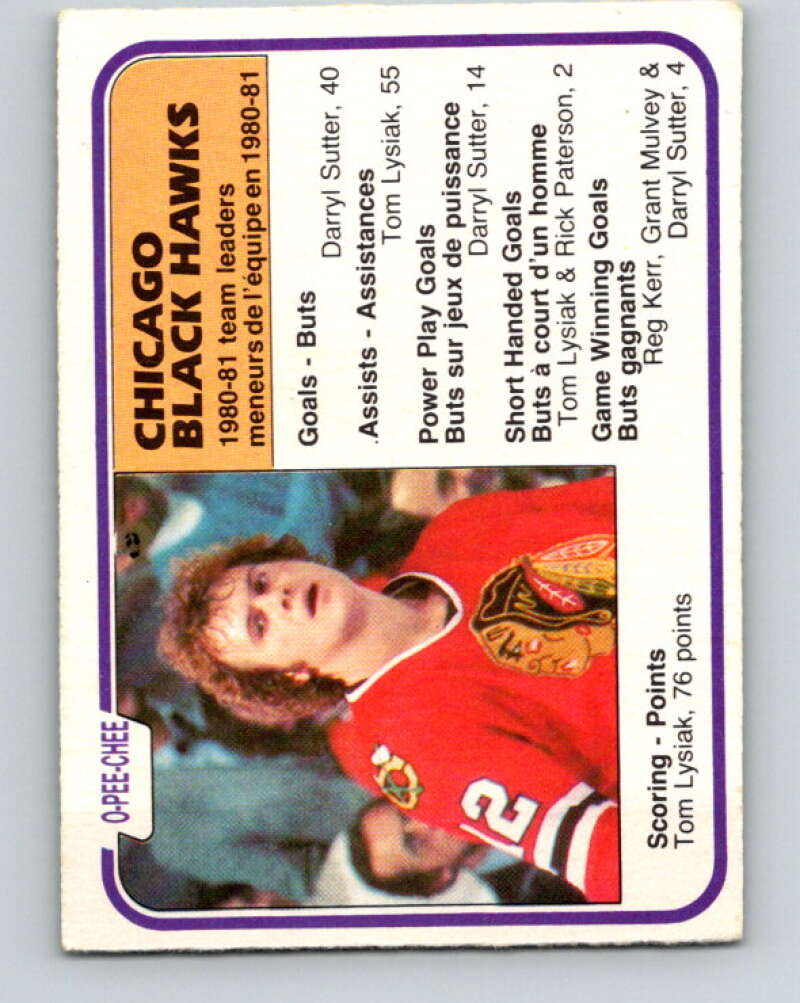 O-PEE-CHEE
CHICAGO
BLACK HAWKS
1980-81 team leaders
meneurs de l'équipe en 1980-81
Goals - Buts
Darryl Sutter, 40
Assists - Assistances
Tom Lysiak, 55
Power Play Goals
Buts sur jeux de puissance
Darryl Sutter, 14
Short Handed Goals
Buts à court d'un homme
Tom Lysiak & Rick Paterson, 2
Game Winning Goals
Buts gagnants
Reg Kerr, Grant Mulvey &
Darryl Sutter, 4
12
Scoring - Points
Tom Lysiak, 76 points